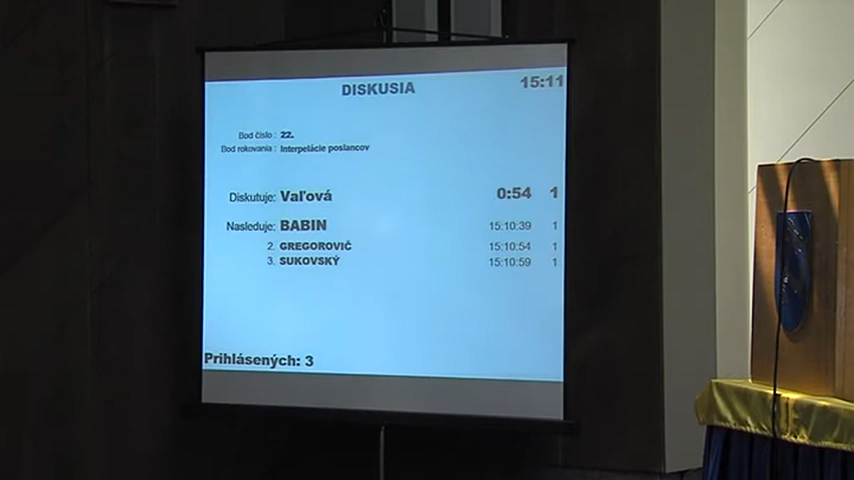 DISKUSIA 15:11
Bod číslo : 22.
Bod rokovania : Interpelácie poslancov
Diskutuje: Vaľová 0:54 1
Nasleduje: BABIN 15:10:39 1
2. GREGOROVIČ 15:10:54 1
3. SUKOVSKÝ 15:10:59 1
Prihlásených: 3